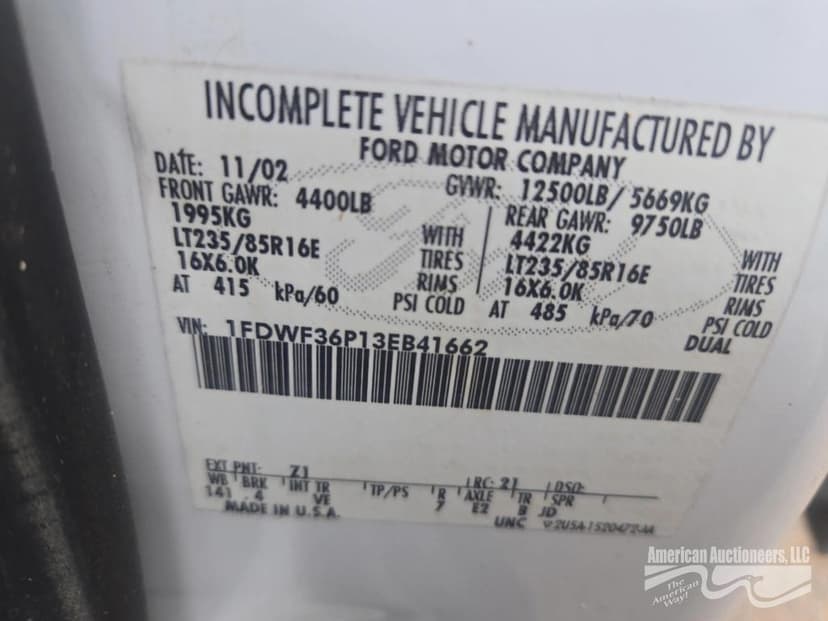 INCOMPLETE VEHICLE MANUFACTURED BY
FORD MOTOR COMPANY
DATE: 11/02 GVWR: 12500LB/ 5669KG
FRONT GAWR: 4400LB REAR GAWR: 9750LB
1995KG WITH 4422KG WITH
LT235/85R16E TIRES LT235/85R16E TIRES
16X6.0K RIMS 16X6.0K RIMS
AT 415 kPa/60 PSI COLD AT 485 kPa/70 PSI COLD
DUAL
VIN: 1FDWF36P13EB41662
EXT PNT: Z1 RC: 21 DSO:
WB BRK INT TR TP/PS R AXLE TR SPR
141 4 VE 7 E2 B JD
MADE IN U.S.A. UNC
American Auctioneers, LLC
The American Way!